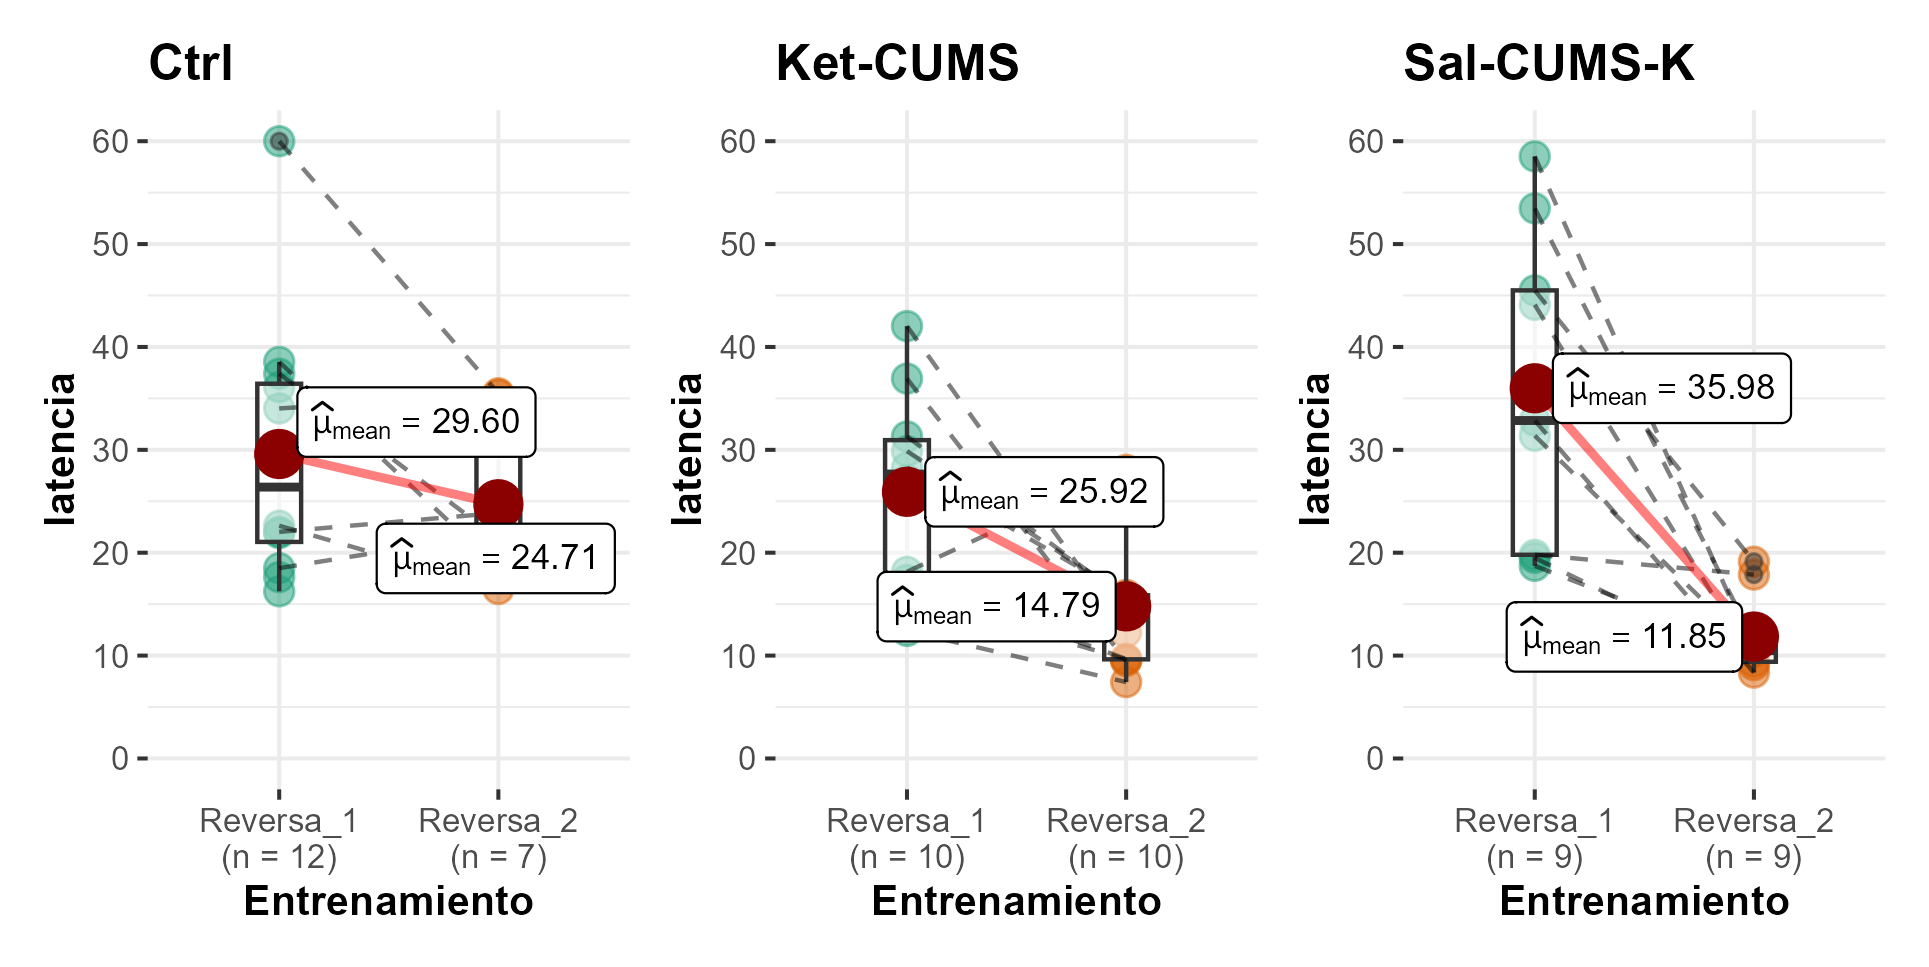 Ctrl
60
50
40
30
20
10
0
latencia
μ̂mean = 29.60
μ̂mean = 24.71
Reversa_1
(n = 12)
Reversa_2
(n = 7)
Entrenamiento
Ket-CUMS
60
50
40
30
20
10
0
latencia
μ̂mean = 25.92
μ̂mean = 14.79
Reversa_1
(n = 10)
Reversa_2
(n = 10)
Entrenamiento
Sal-CUMS-K
60
50
40
30
20
10
0
latencia
μ̂mean = 35.98
μ̂mean = 11.85
Reversa_1
(n = 9)
Reversa_2
(n = 9)
Entrenamiento